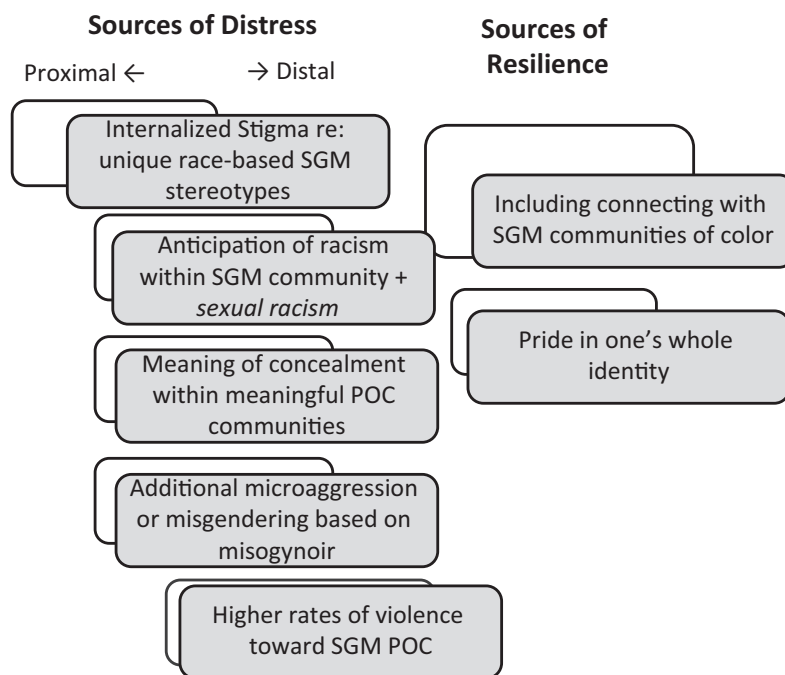 Sources of Distress
Proximal ← → Distal
Internalized Stigma re:
unique race-based SGM
stereotypes
Anticipation of racism
within SGM community +
sexual racism
Meaning of concealment
within meaningful POC
communities
Additional microaggression
or misgendering based on
misogynoir
Higher rates of violence
toward SGM POC
Sources of
Resilience
Including connecting with
SGM communities of color
Pride in one’s whole
identity